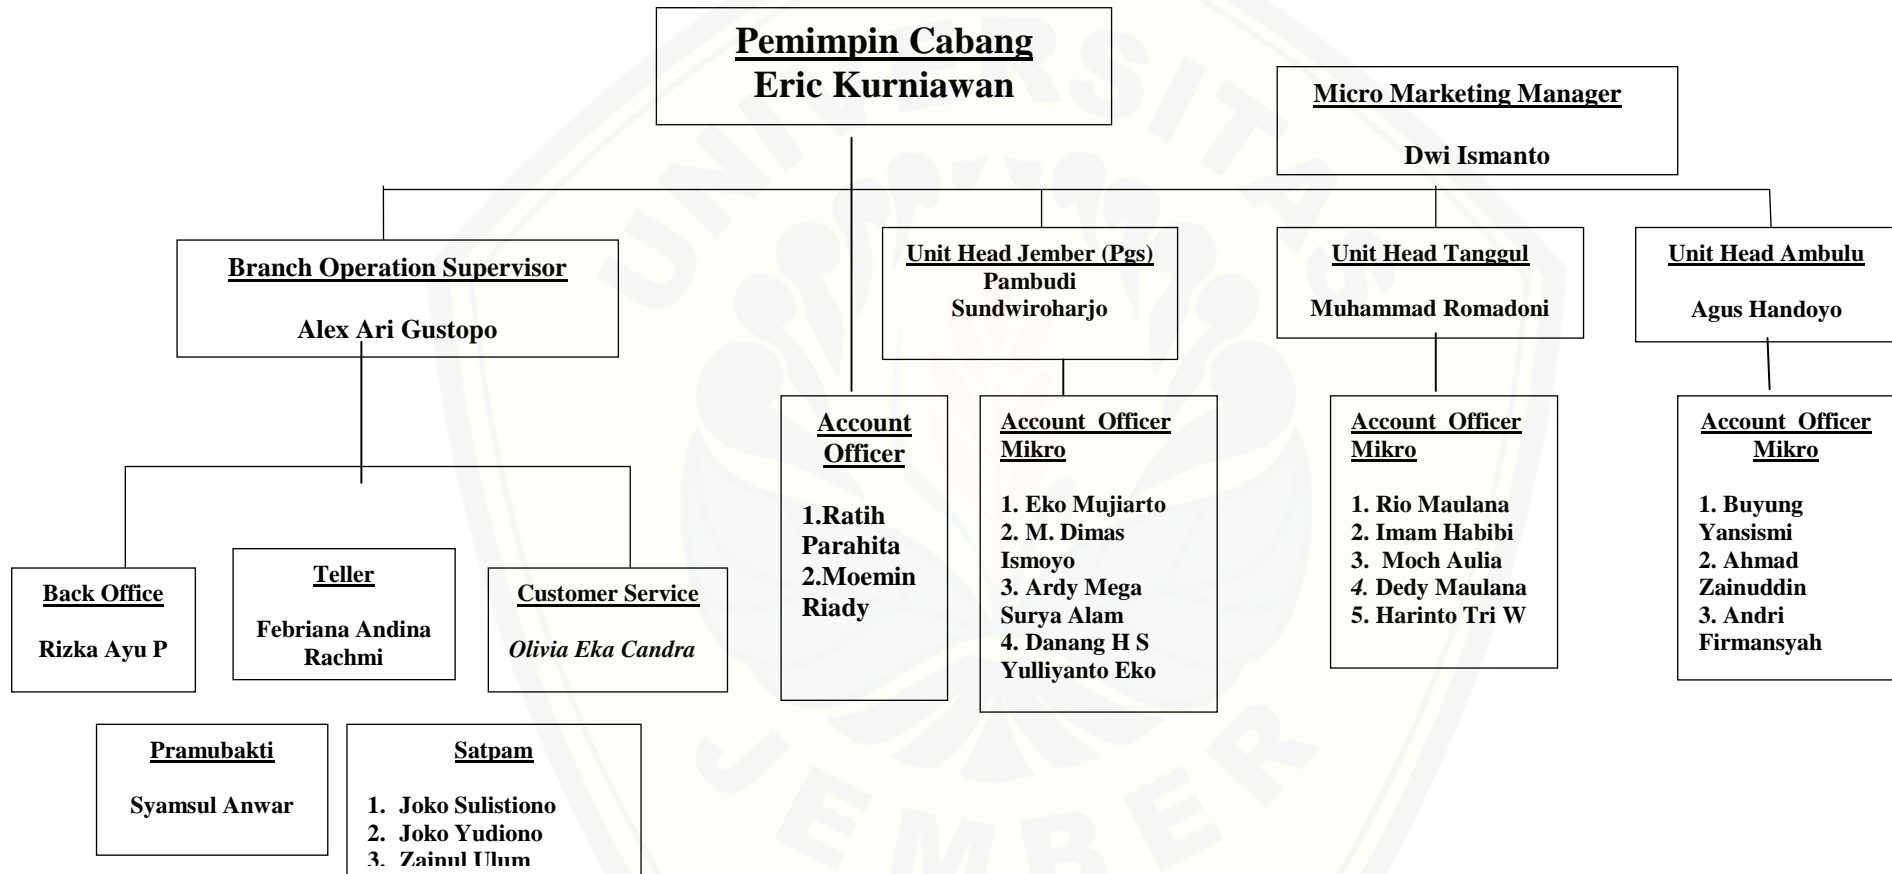 Pemimpin Cabang
Eric Kurniawan
Micro Marketing Manager
Dwi Ismanto
Branch Operation Supervisor
Alex Ari Gustopo
Unit Head Jember (Pgs)
Pambudi
Sundwiroharjo
Unit Head Tanggul
Muhammad Romadoni
Unit Head Ambulu
Agus Handoyo
Account
Officer
1.Ratih
Parahita
2.Moemin
Riady
Account Officer
Mikro
1. Eko Mujiarto
2. M. Dimas
Ismoyo
3. Ardy Mega
Surya Alam
4. Danang H S
Yulliyanto Eko
Account Officer
Mikro
1. Rio Maulana
2. Imam Habibi
3. Moch Aulia
4. Dedy Maulana
5. Harinto Tri W
Account Officer
Mikro
1. Buyung
Yansismi
2. Ahmad
Zainuddin
3. Andri
Firmansyah
Back Office
Rizka Ayu P
Teller
Febriana Andina
Rachmi
Customer Service
Olivia Eka Candra
Pramubakti
Syamsul Anwar
Satpam
1. Joko Sulistiono
2. Joko Yudiono
3. Zainul Ulum
UNIVERSITAS
JEMBER